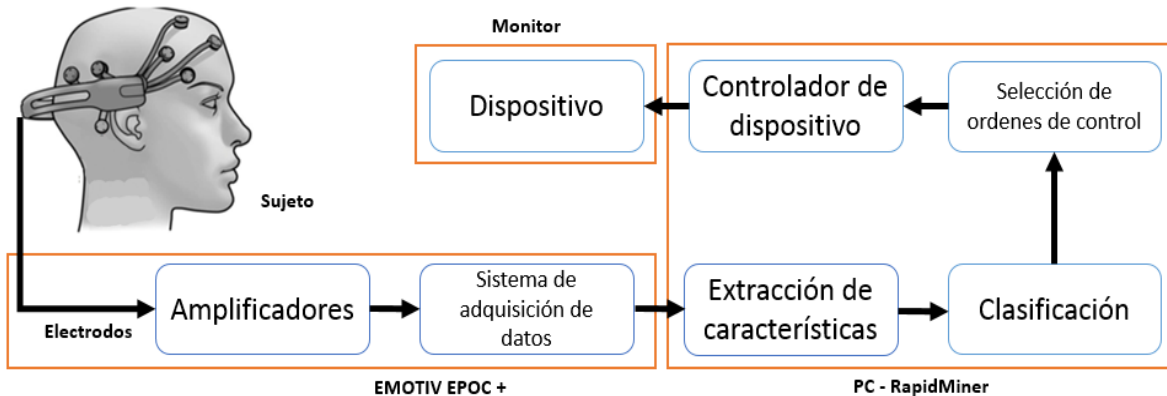 Monitor
Dispositivo
Controlador de
dispositivo
Selección de
ordenes de control
Sujeto
Electrodos
Amplificadores
Sistema de
adquisición de
datos
Extracción de
características
Clasificación
EMOTIV EPOC +
PC - RapidMiner